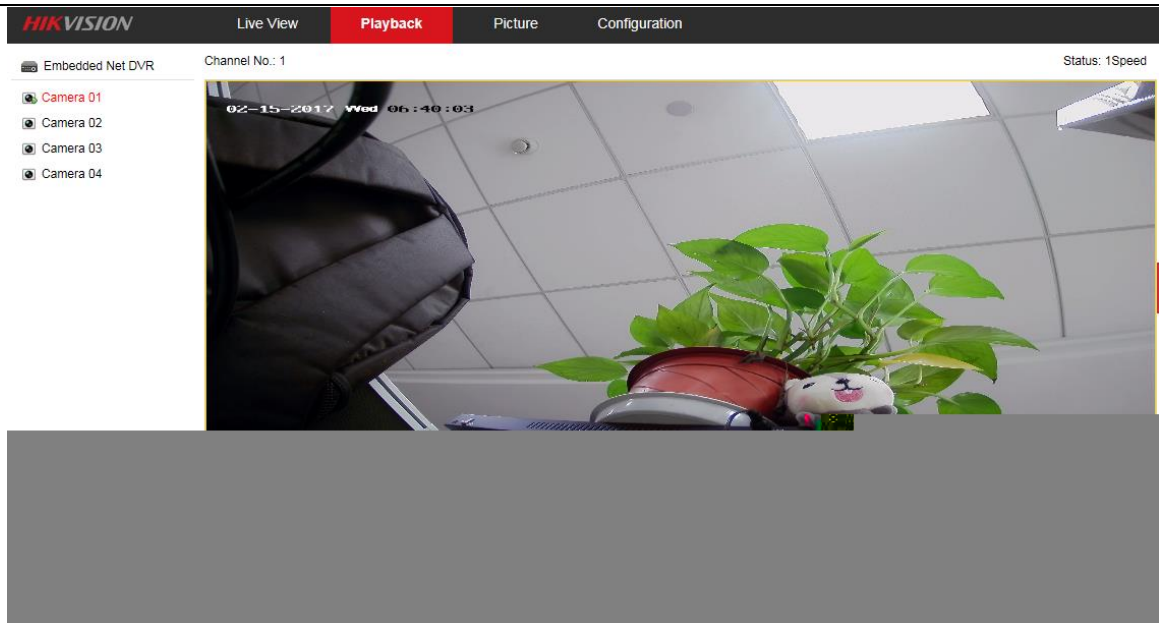 HIKVISION Live View Playback Picture Configuration
Embedded Net DVR
Channel No.: 1
Status: 1Speed
Camera 01
Camera 02
Camera 03
Camera 04
02-15-2017 Wed 06:40:03